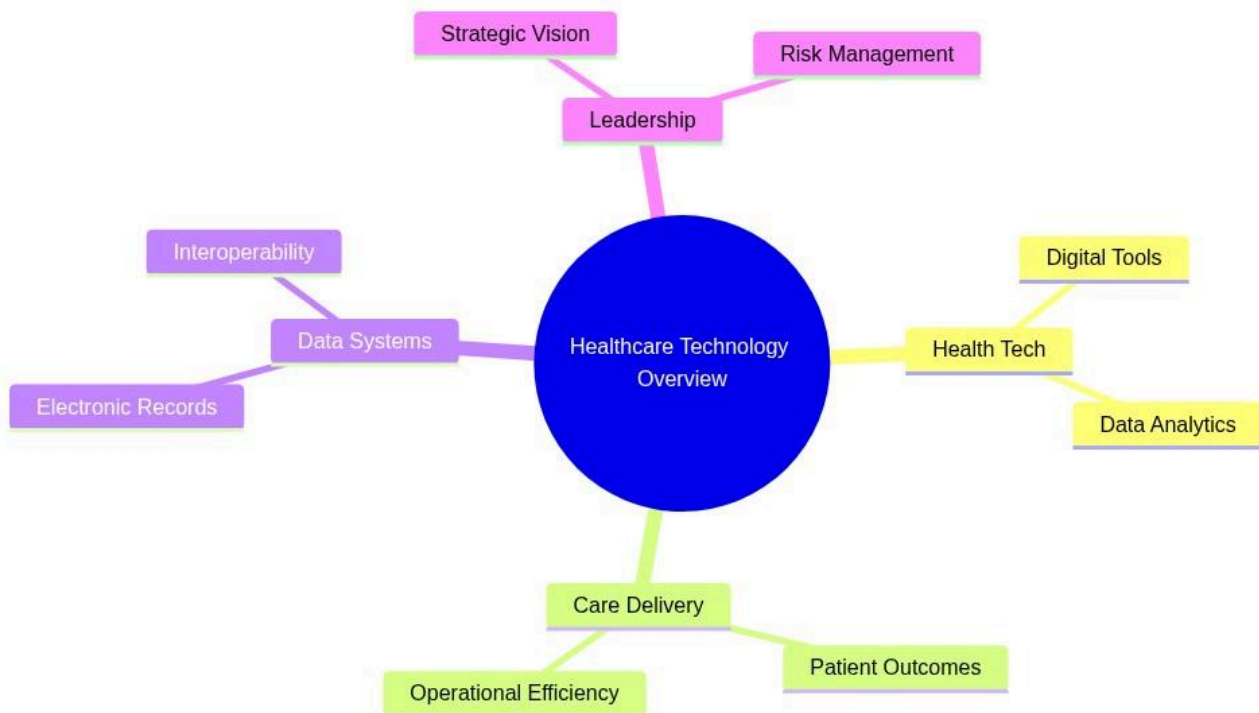 Strategic Vision
Risk Management
Leadership
Interoperability
Digital Tools
Data Systems
Healthcare Technology
Overview
Health Tech
Electronic Records
Data Analytics
Care Delivery
Patient Outcomes
Operational Efficiency